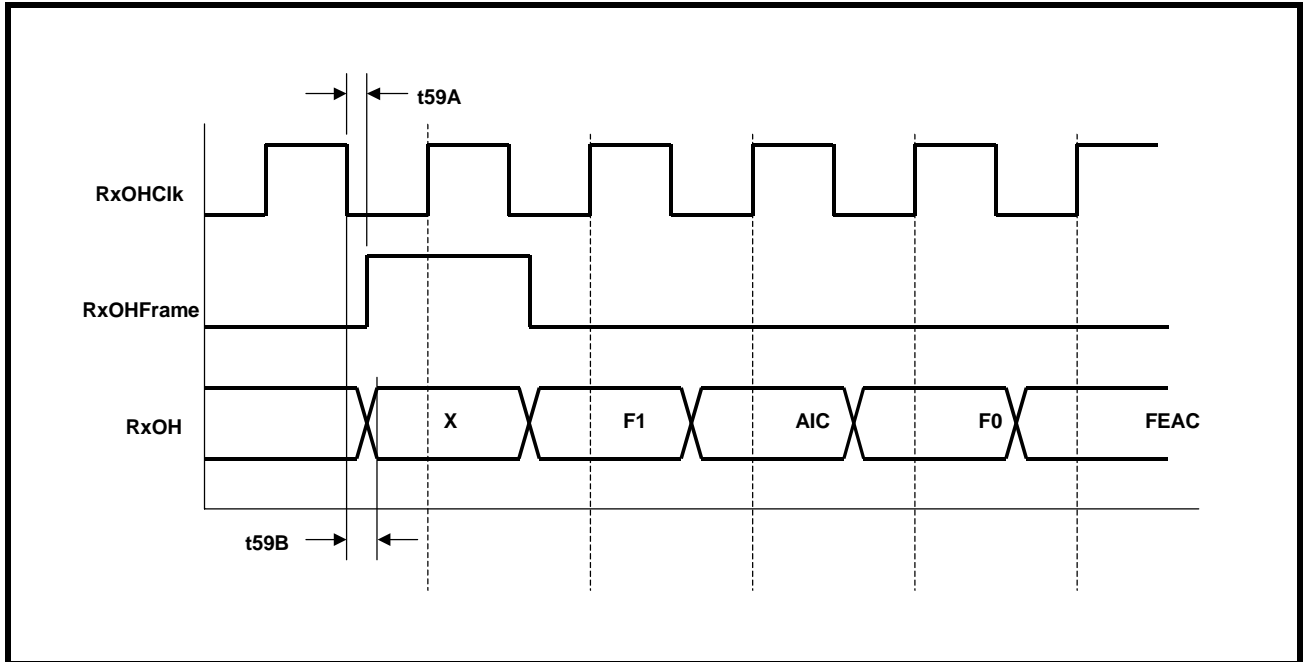 t59A
RxOHClk
RxOHFrame
RxOH
X
F1
AIC
F0
FEAC
t59B